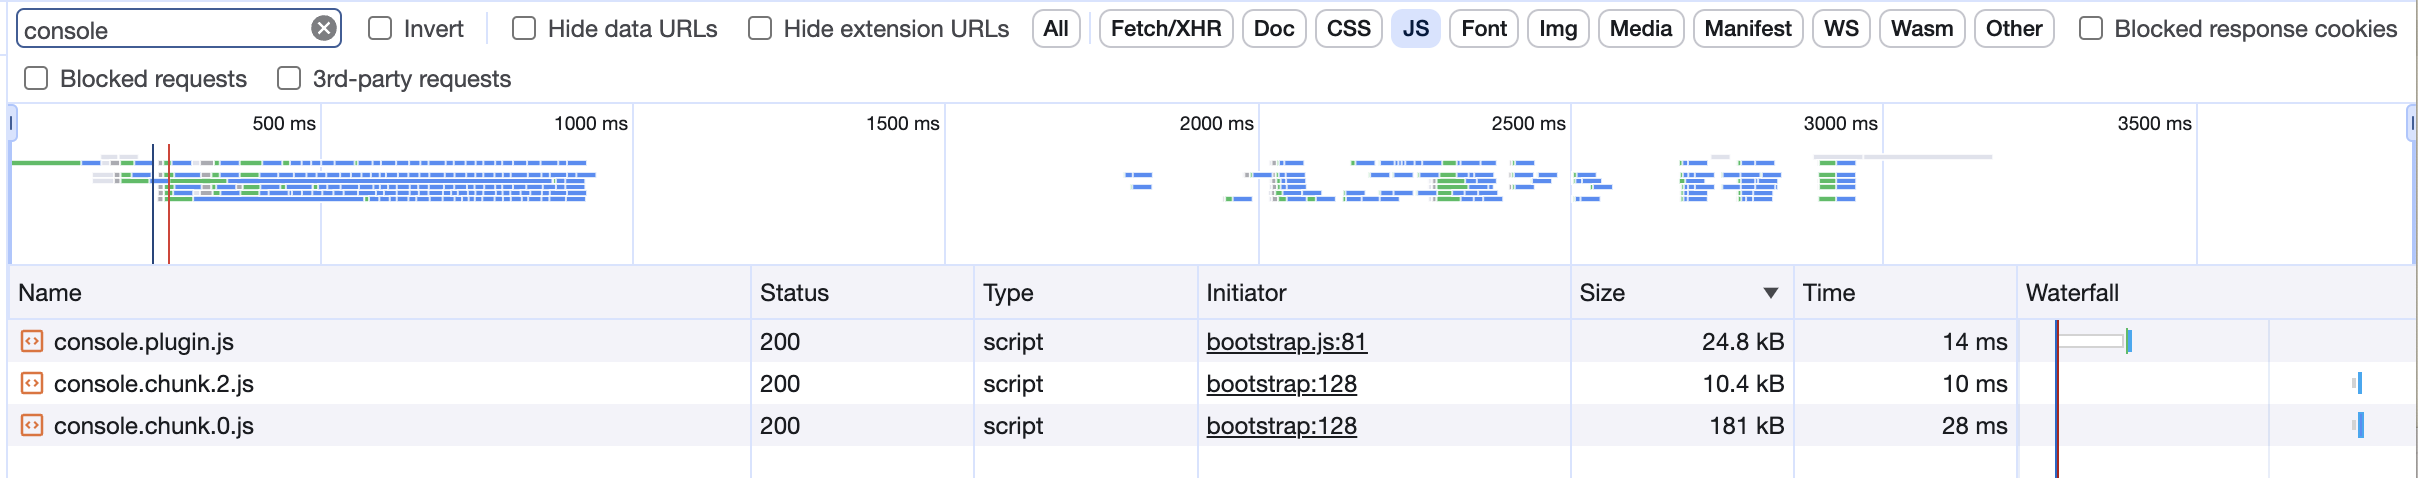 console Invert Hide data URLs Hide extension URLs All Fetch/XHR Doc CSS JS Font Img Media Manifest WS Wasm Other Blocked response cookies
Blocked requests 3rd-party requests
500 ms 1000 ms 1500 ms 2000 ms 2500 ms 3000 ms 3500 ms
Name Status Type Initiator Size Time Waterfall
console.plugin.js 200 script bootstrap.js:81 24.8 kB 14 ms
console.chunk.2.js 200 script bootstrap:128 10.4 kB 10 ms
console.chunk.0.js 200 script bootstrap:128 181 kB 28 ms